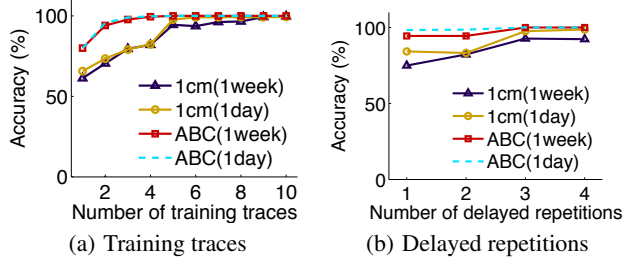 Accuracy (%)
100
50
0
1cm(1week)
1cm(1day)
ABC(1week)
ABC(1day)
2 4 6 8 10
Number of training traces
(a) Training traces
Accuracy (%)
100
50
0
1cm(1week)
1cm(1day)
ABC(1week)
ABC(1day)
1 2 3 4
Number of delayed repetitions
(b) Delayed repetitions